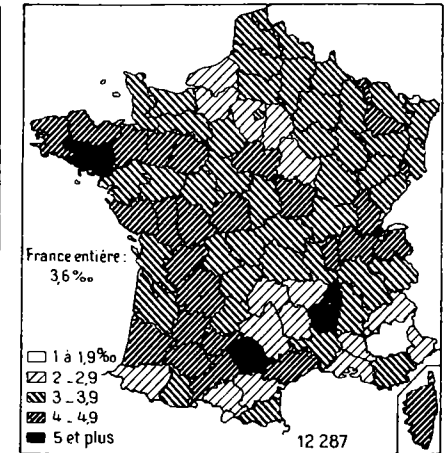 France entière :
3,6 ‰
1 à 1,9‰
2 _ 2,9
3 _ 3,9
4 _ 4,9
5 et plus
12 287